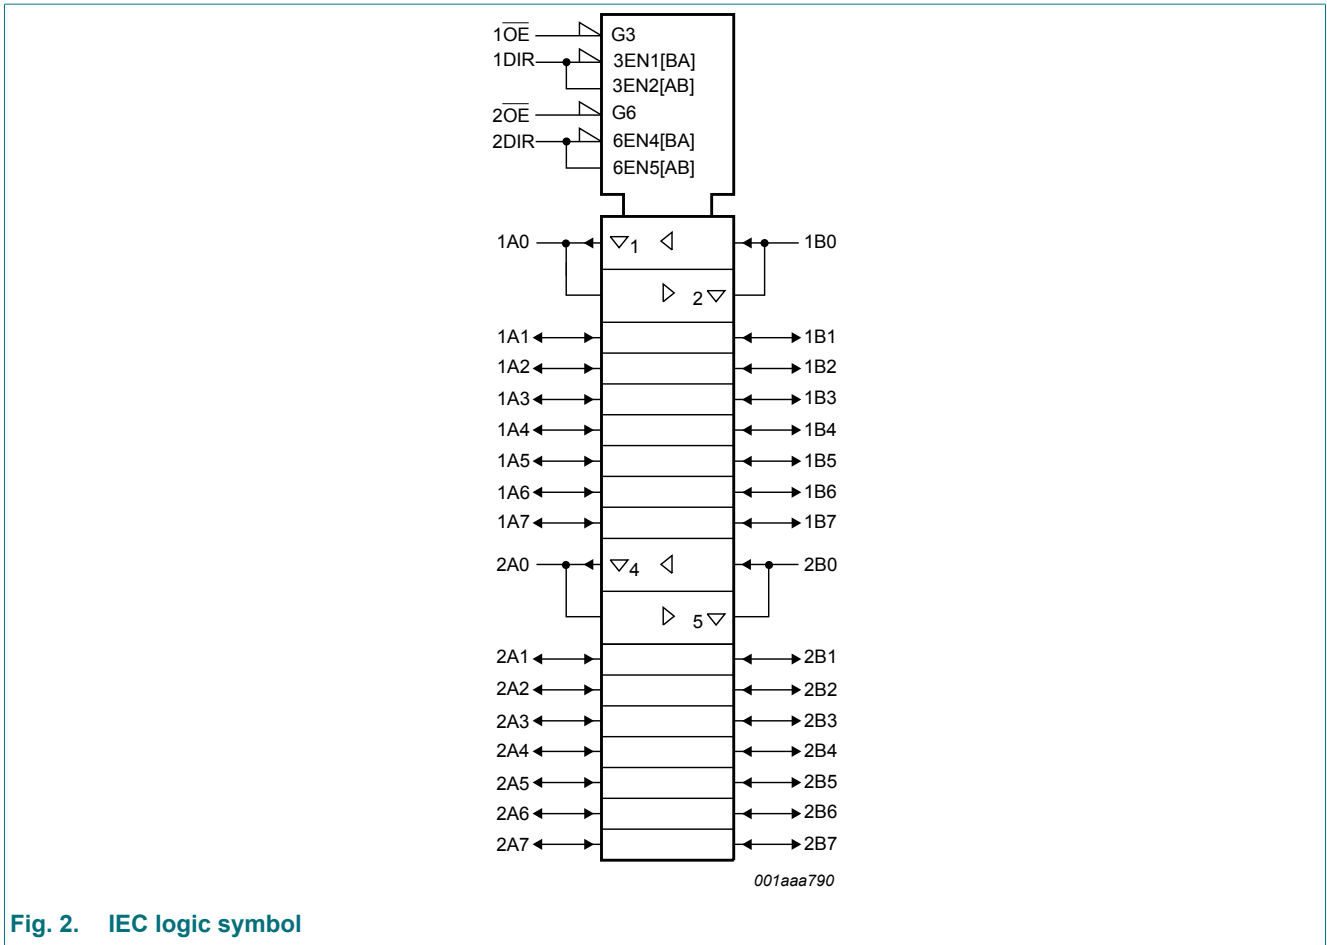 1O̅E̅ G3
1DIR 3EN1[BA]
3EN2[AB]
2O̅E̅ G6
2DIR 6EN4[BA]
6EN5[AB]
1A0 1 1B0
2
1A1 1B1
1A2 1B2
1A3 1B3
1A4 1B4
1A5 1B5
1A6 1B6
1A7 1B7
2A0 4 2B0
5
2A1 2B1
2A2 2B2
2A3 2B3
2A4 2B4
2A5 2B5
2A6 2B6
2A7 2B7
001aaa790
Fig. 2. IEC logic symbol